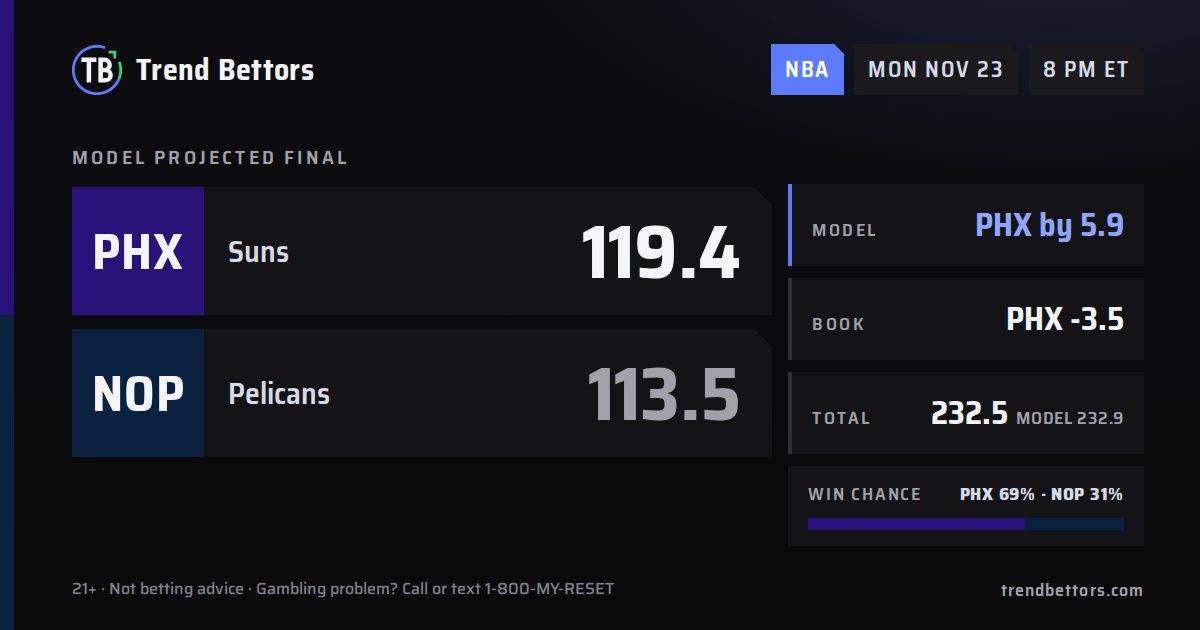 TB Trend Bettors
NBA MON NOV 23 8 PM ET
MODEL PROJECTED FINAL
PHX Suns 119.4
NOP Pelicans 113.5
MODEL PHX by 5.9
BOOK PHX -3.5
TOTAL 232.5 MODEL 232.9
WIN CHANCE PHX 69% · NOP 31%
21+ · Not betting advice · Gambling problem? Call or text 1-800-MY-RESET
trendbettors.com